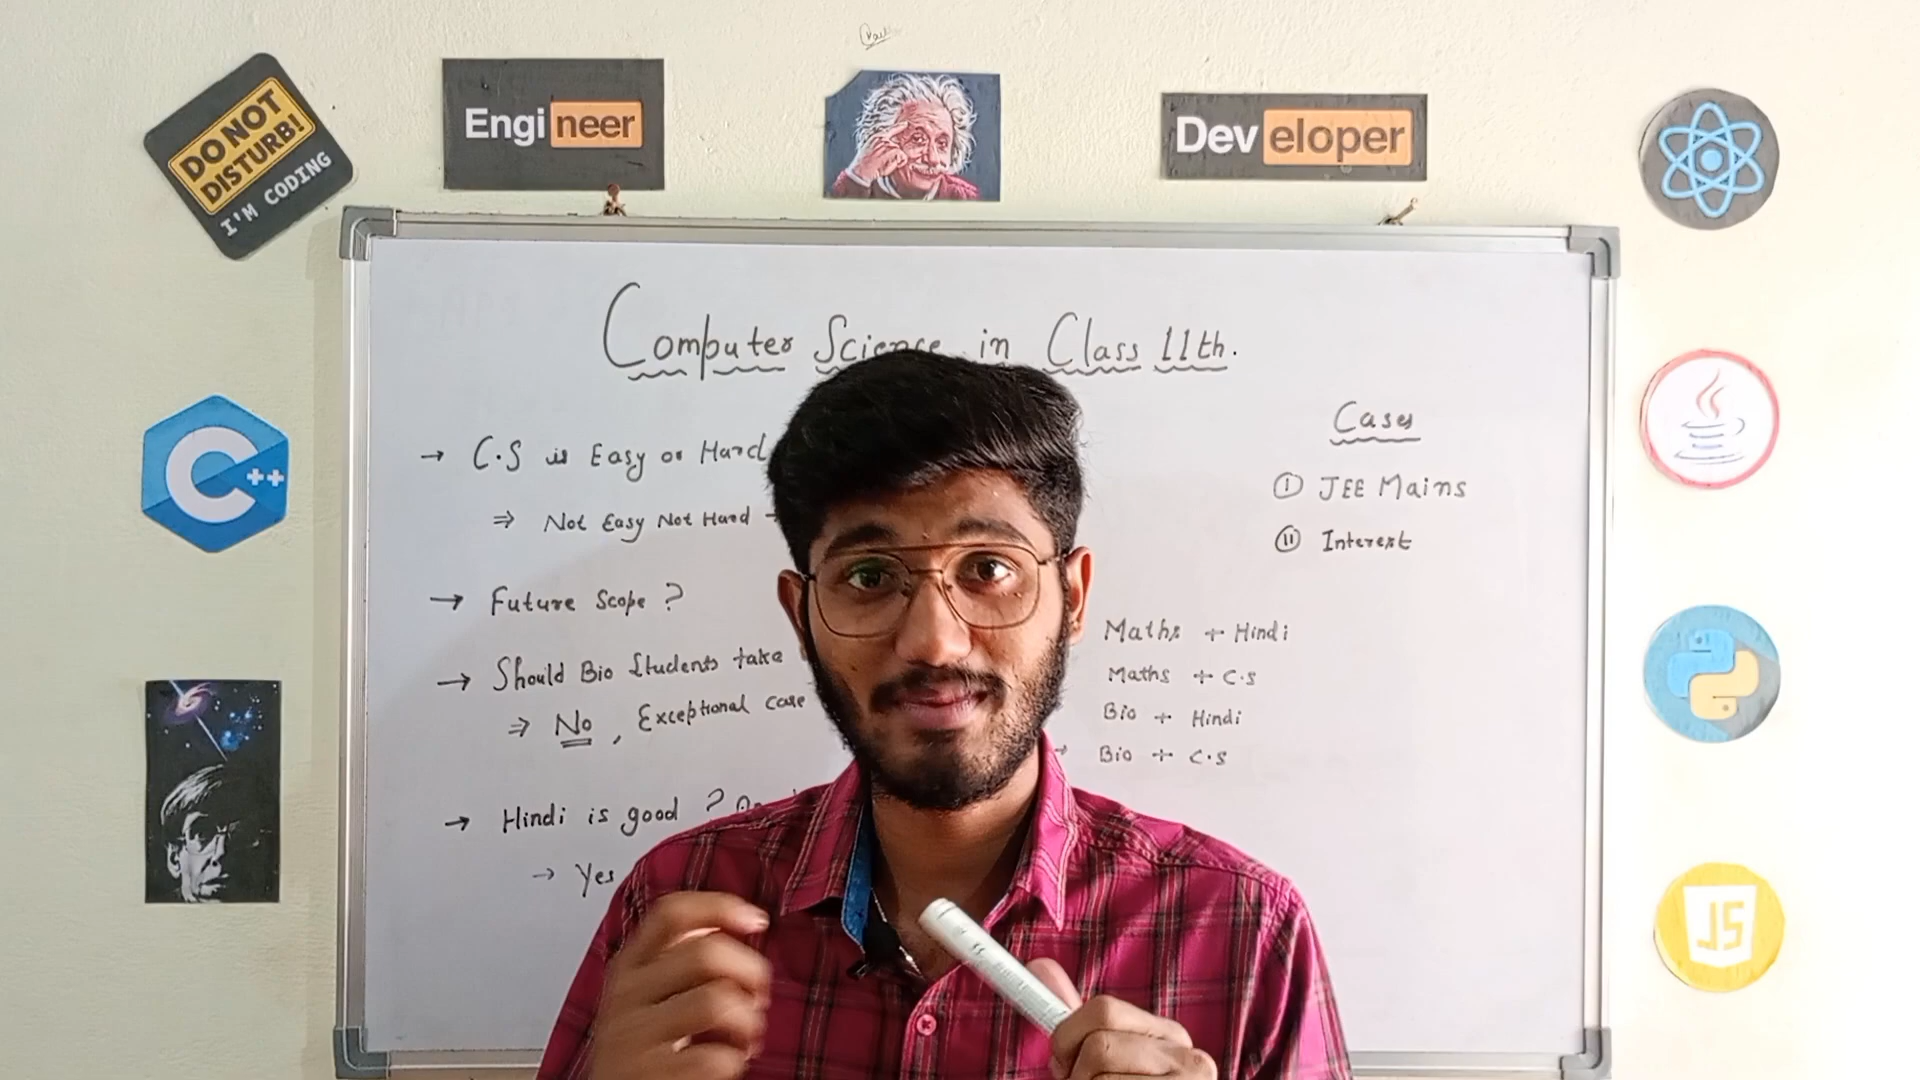 DO NOT
DISTURB!
I'M CODING
Engineer
Developer
Computer Science in Class 11th.
→ C.S is Easy or Hard
⇒ Not Easy Not Hard
→ Future Scope ?
→ Should Bio Students take
⇒ No, Exceptional case
→ Hindi is good ?
→ Yes
Cases
① JEE Mains
② Interest
Maths + Hindi
Maths + C.S
Bio + Hindi
→ Bio + C.S
C++
JS